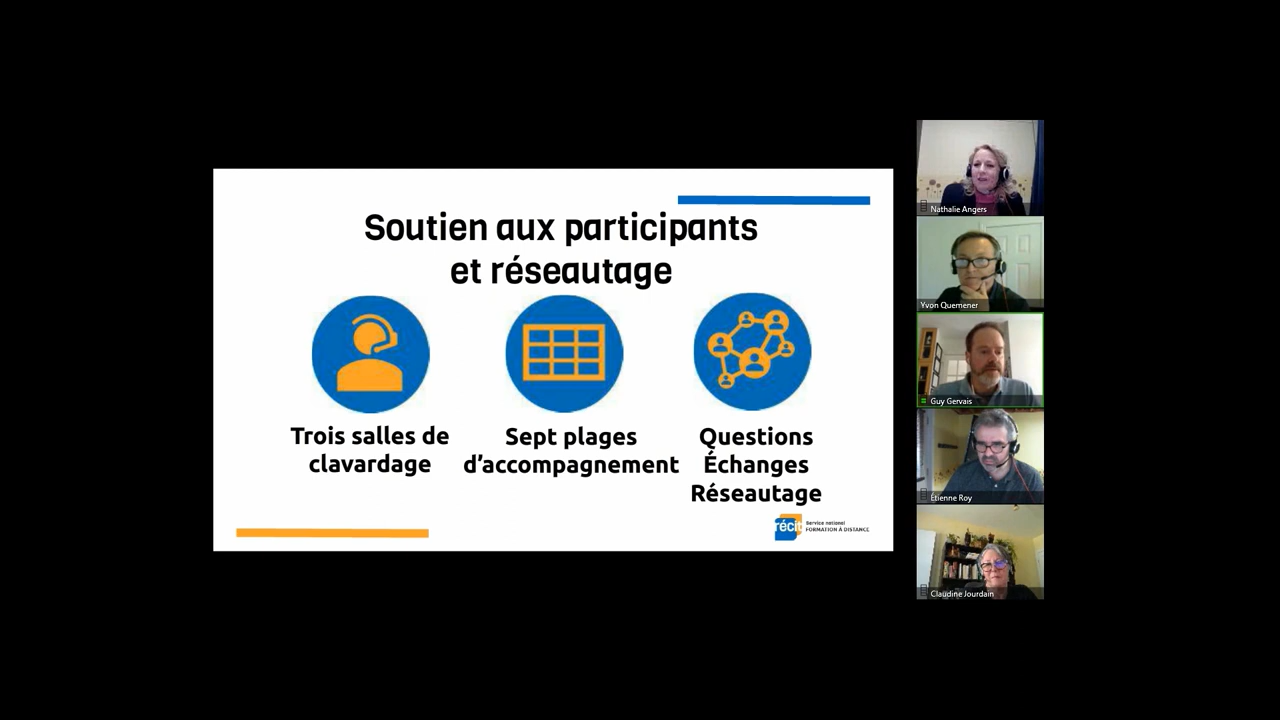 Soutien aux participants
et réseautage
Trois salles de
clavardage
Sept plages
d'accompagnement
Questions
Échanges
Réseautage
récit
Service national
FORMATION À DISTANCE
Nathalie Angers
Yvon Quemener
Guy Gervais
Étienne Roy
Claudine Jourdain